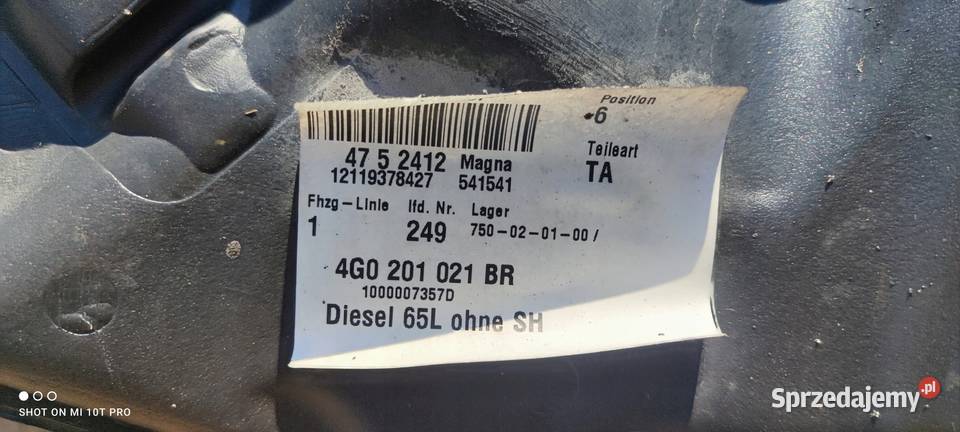 Position
6
47 5 2412 Magna
Teileart
12119378427 541541
TA
Fhzg-Linie lfd. Nr. Lager
1 249 750-02-01-00 /
4G0 201 021 BR
1000007357D
Diesel 65L ohne SH
SHOT ON MI 10T PRO
Sprzedajemy.pl